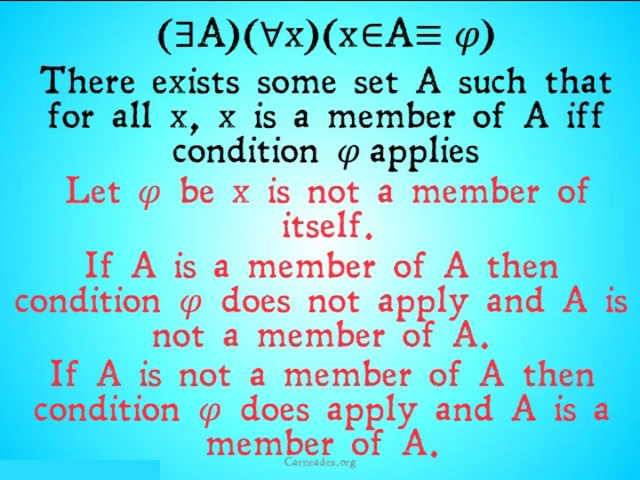 (∃A)(∀x)(x∈A≡ φ)
There exists some set A such that
for all x, x is a member of A iff
condition φ applies
Let φ be x is not a member of
itself.
If A is a member of A then
condition φ does not apply and A is
not a member of A.
If A is not a member of A then
condition φ does apply and A is a
member of A.
Carneades.org